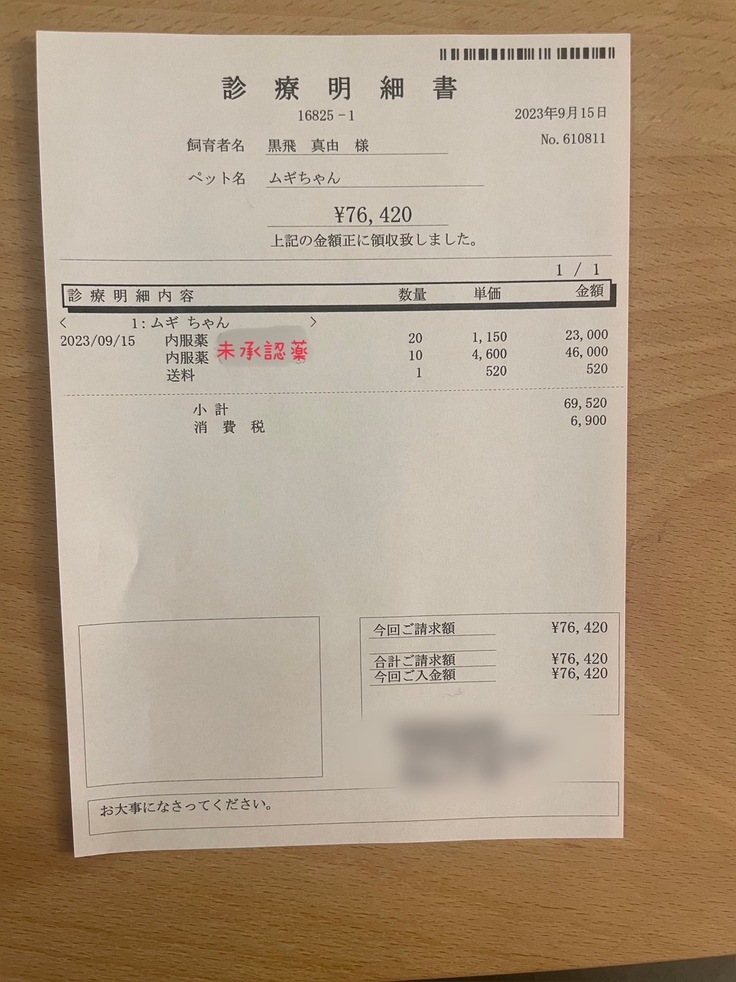 診療明細書
16825-1
2023年9月15日
No.610811
飼育者名 黒飛 真由 様
ペット名 ムギちゃん
¥76,420
上記の金額正に領収致しました。
1 / 1
診療明細内容 数量 単価 金額
< 1:ムギ ちゃん >
2023/09/15 内服薬 20 1,150 23,000
内服薬 未承認薬 10 4,600 46,000
送料 1 520 520
小計 69,520
消費税 6,900
今回ご請求額 ¥76,420
合計ご請求額 ¥76,420
今回ご入金額 ¥76,420
お大事になさってください。